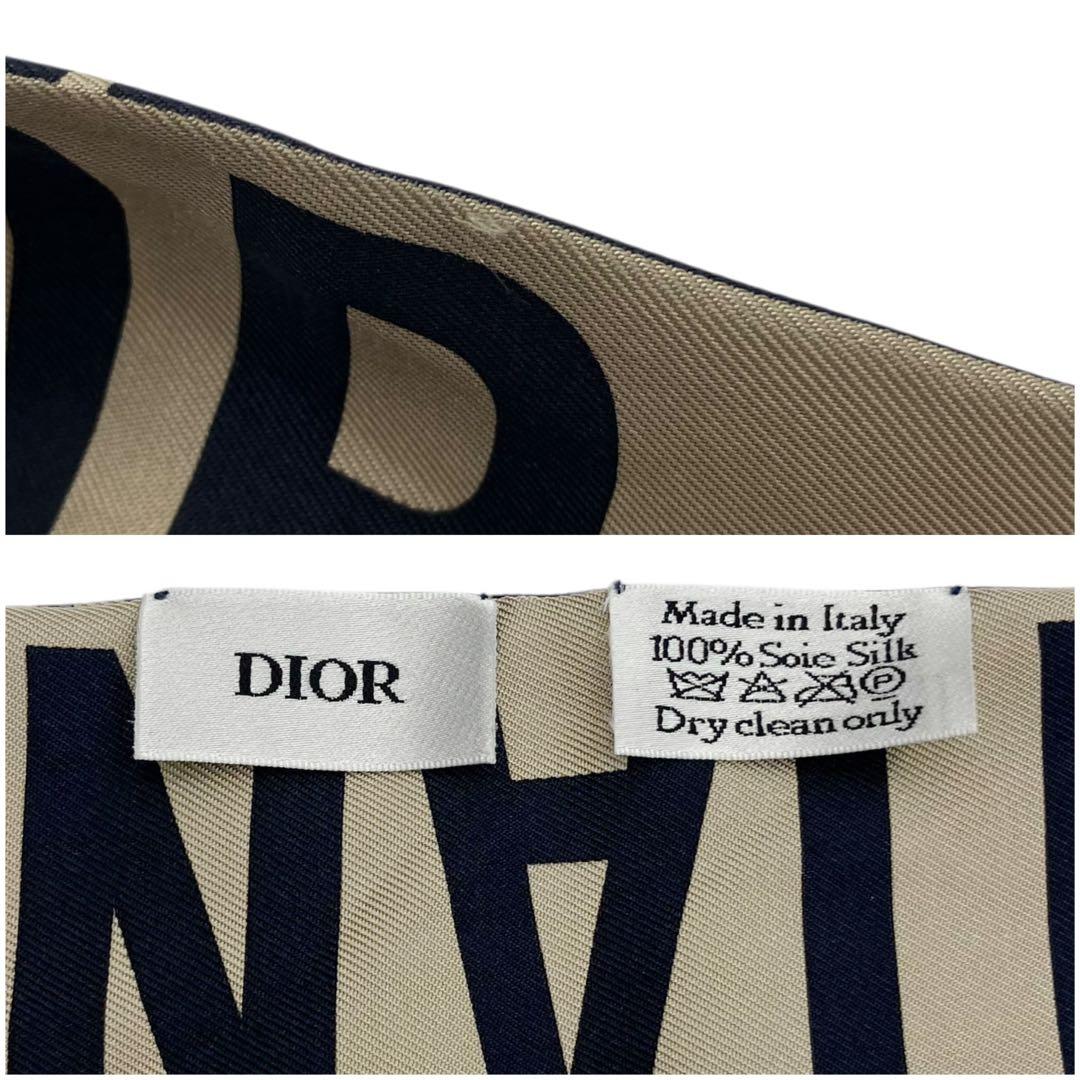 DIOR
Made in Italy
100% Soie Silk
P
Dry clean only